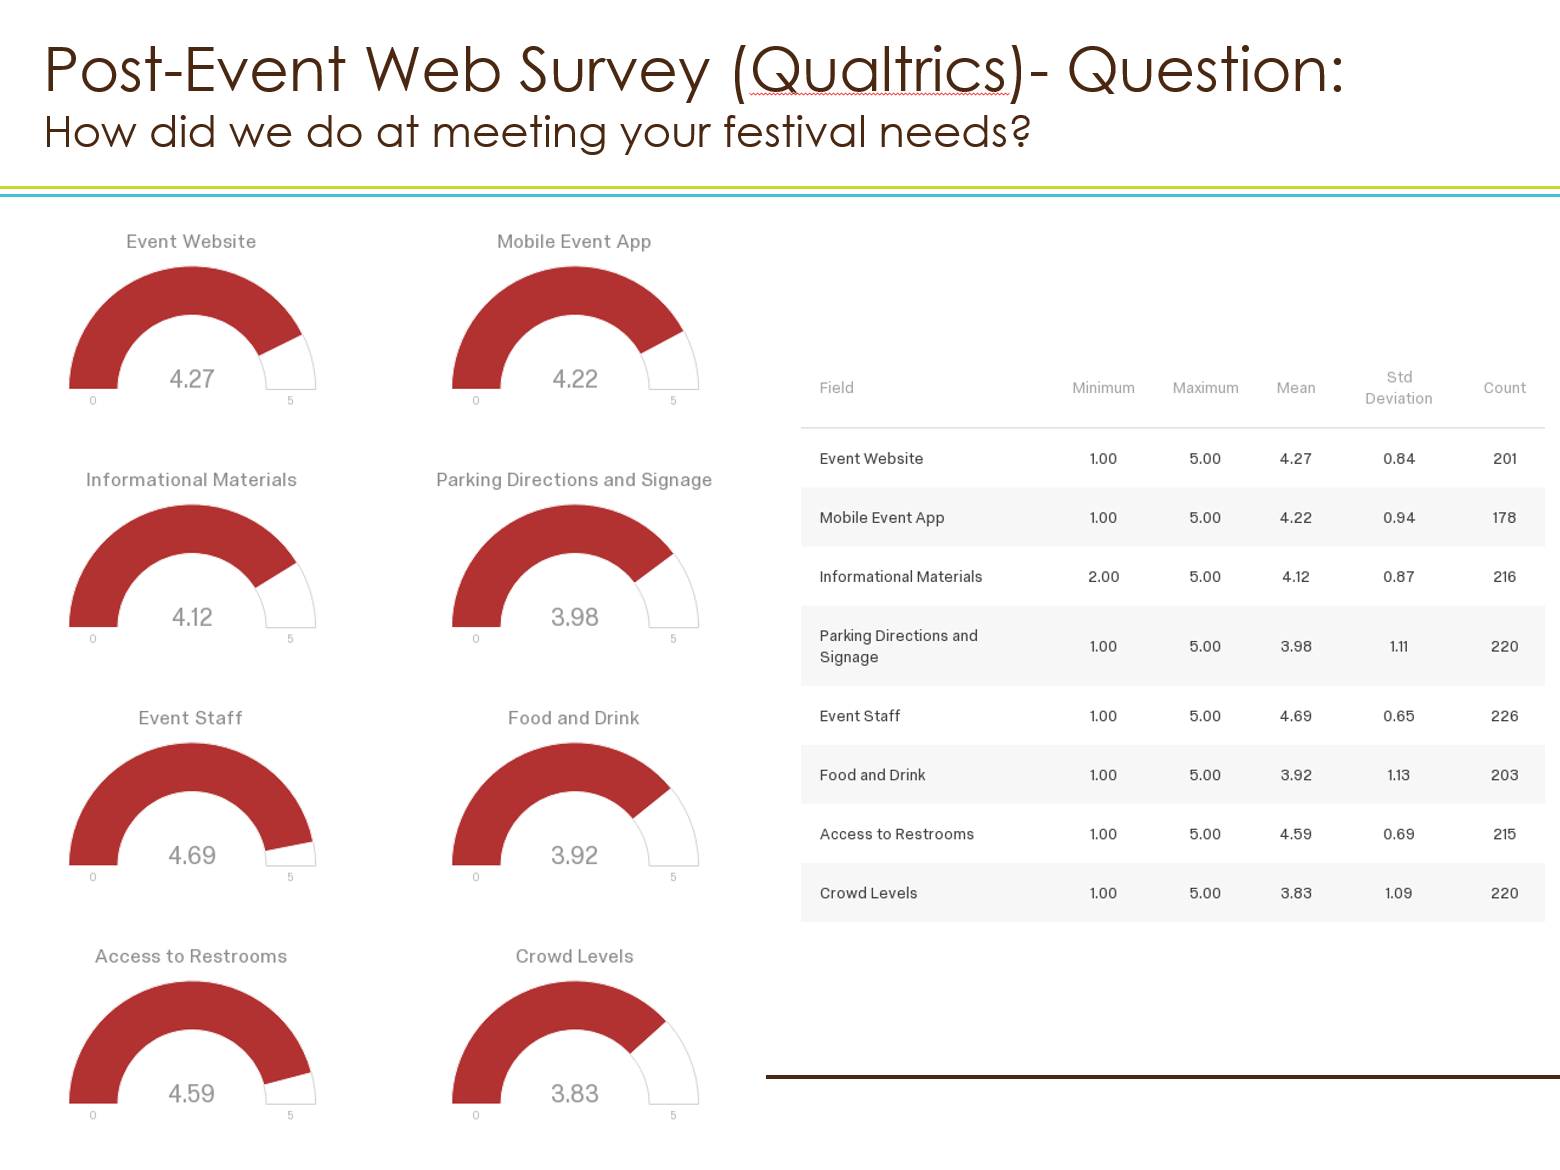 Post-Event Web Survey (Qualtrics)- Question:
How did we do at meeting your festival needs?
Event Website
4.27
0 5
Mobile Event App
4.22
0 5
Informational Materials
4.12
0 5
Parking Directions and Signage
3.98
0 5
Event Staff
4.69
0 5
Food and Drink
3.92
0 5
Access to Restrooms
4.59
0 5
Crowd Levels
3.83
0 5
Field Minimum Maximum Mean Std Deviation Count
Event Website 1.00 5.00 4.27 0.84 201
Mobile Event App 1.00 5.00 4.22 0.94 178
Informational Materials 2.00 5.00 4.12 0.87 216
Parking Directions and Signage 1.00 5.00 3.98 1.11 220
Event Staff 1.00 5.00 4.69 0.65 226
Food and Drink 1.00 5.00 3.92 1.13 203
Access to Restrooms 1.00 5.00 4.59 0.69 215
Crowd Levels 1.00 5.00 3.83 1.09 220